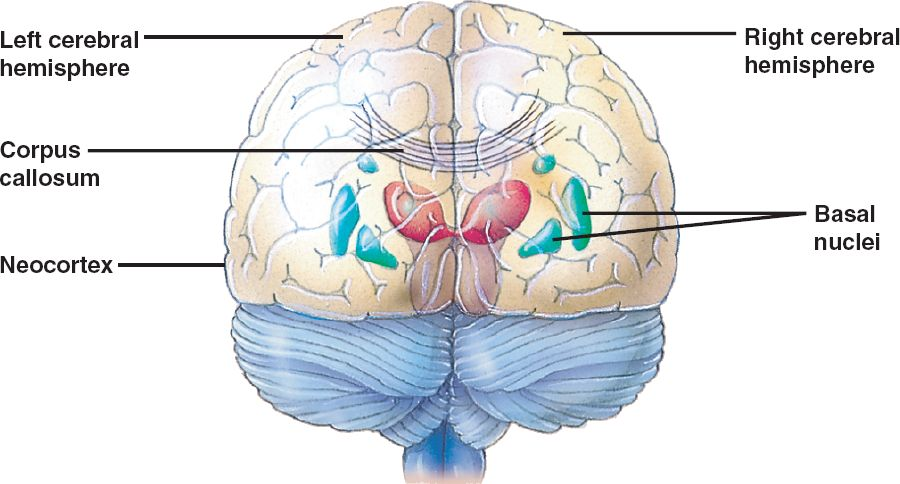 Left cerebral
hemisphere
Right cerebral
hemisphere
Corpus
callosum
Basal
nuclei
Neocortex